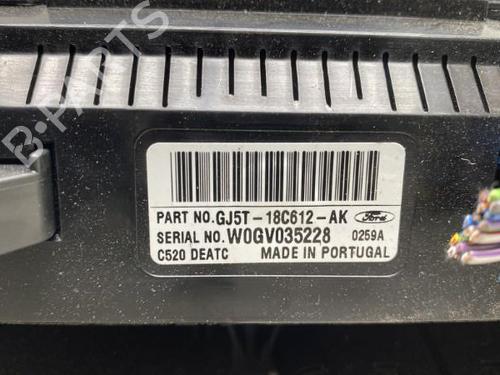 B-PARTS
PART NO.GJ5T-18C612-AK Ford
SERIAL NO.W0GV035228 0259A
C520 DEATC MADE IN PORTUGAL